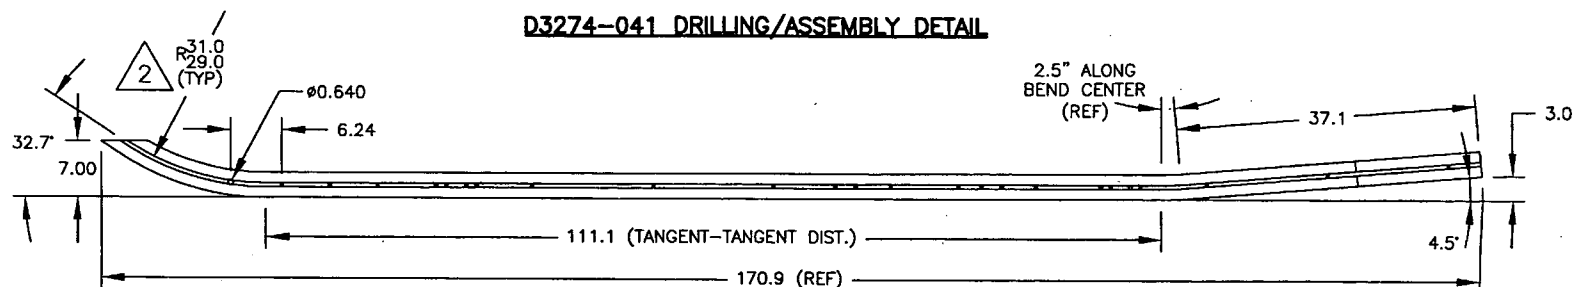 D3274-041 DRILLING/ASSEMBLY DETAIL
2
R31.0
29.0
(TYP)
2.5" ALONG
BEND CENTER
(REF)
ø0.640
6.24
37.1
3.0
32.7°
7.00
111.1 (TANGENT-TANGENT DIST.)
4.5°
170.9 (REF)